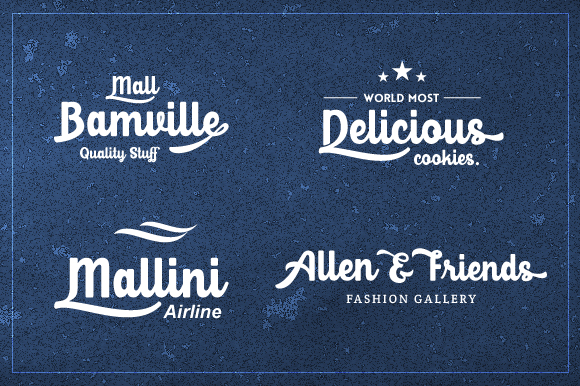 Mall
Bamville
Quality Stuff
WORLD MOST
Delicious
cookies.
Mallini
Airline
Allen & Friends
FASHION GALLERY